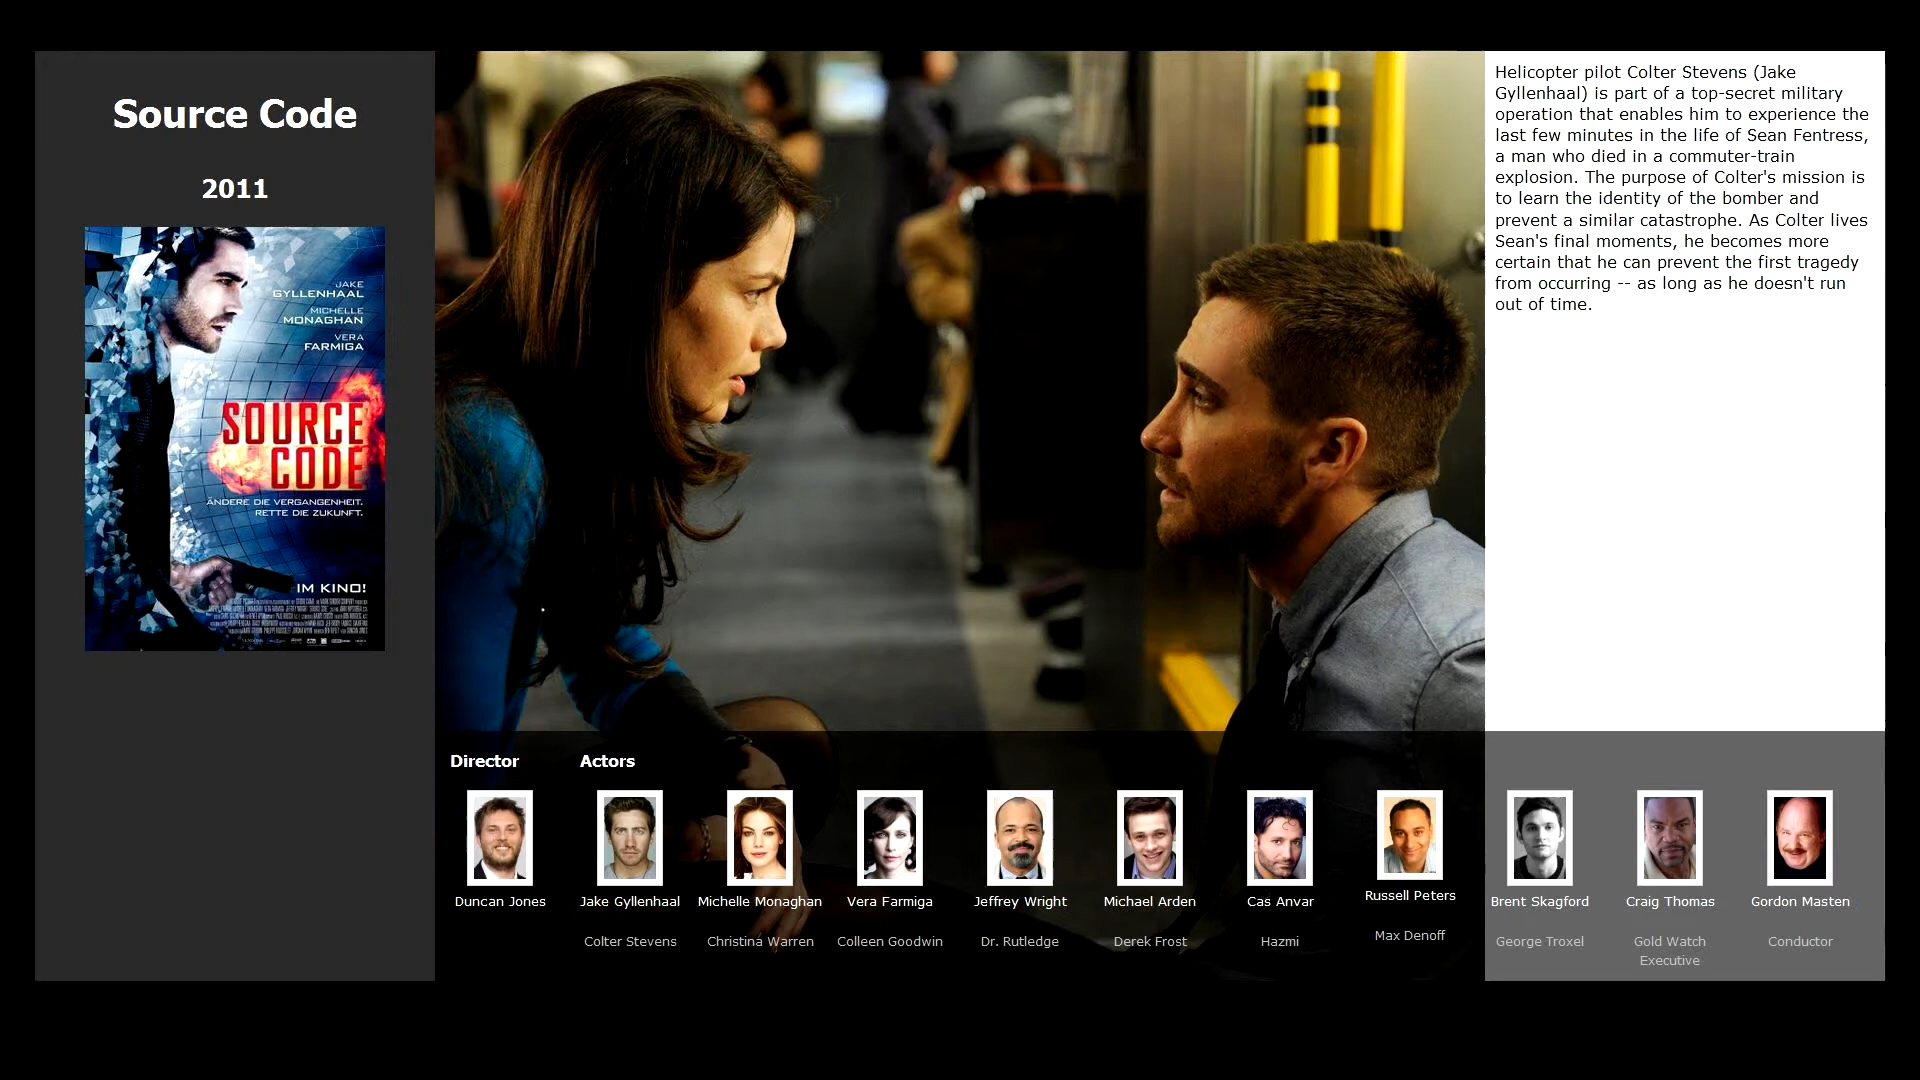 Source Code
2011
JAKE
GYLLENHAAL
MICHELLE
MONAGHAN
VERA
FARMIGA
SOURCE
CODE
ÄNDERE DIE VERGANGENHEIT.
RETTE DIE ZUKUNFT.
IM KINO!
Helicopter pilot Colter Stevens (Jake
Gyllenhaal) is part of a top-secret military
operation that enables him to experience the
last few minutes in the life of Sean Fentress,
a man who died in a commuter-train
explosion. The purpose of Colter's mission is
to learn the identity of the bomber and
prevent a similar catastrophe. As Colter lives
Sean's final moments, he becomes more
certain that he can prevent the first tragedy
from occurring -- as long as he doesn't run
out of time.
Director Actors
Duncan Jones Jake Gyllenhaal Michelle Monaghan Vera Farmiga Jeffrey Wright Michael Arden Cas Anvar Russell Peters Brent Skagford Craig Thomas Gordon Masten
Colter Stevens Christina Warren Colleen Goodwin Dr. Rutledge Derek Frost Hazmi Max Denoff George Troxel Gold Watch Conductor
Executive